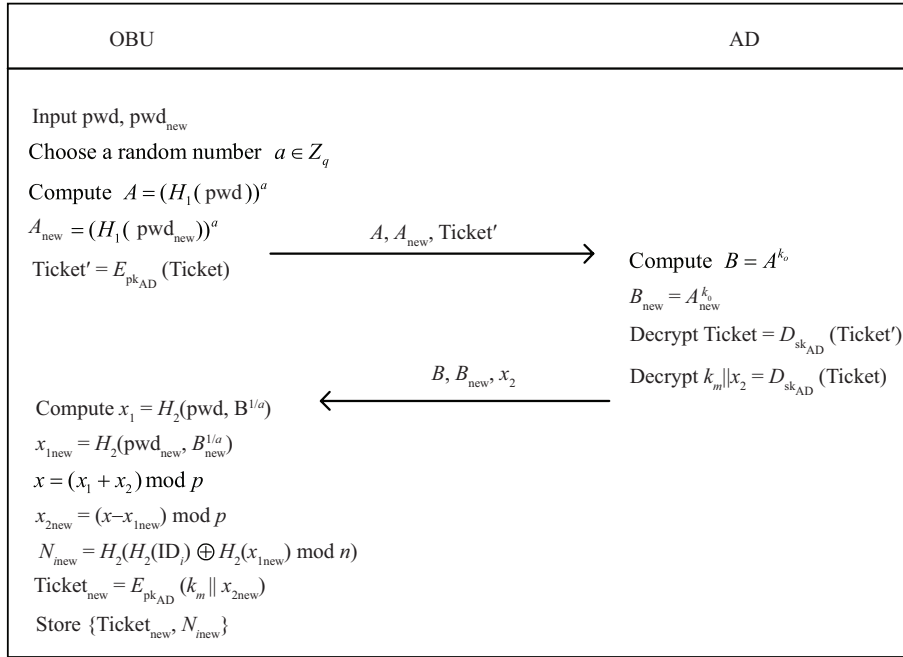 OBU
AD
Input pwd, pwd_new
Choose a random number a ∈ Z_q
Compute A = (H_1( pwd))^a
A_new = (H_1( pwd_new))^a
Ticket′ = E_pk_AD (Ticket)
A, A_new, Ticket′
Compute B = A^k_o
B_new = A_new^k_0
Decrypt Ticket = D_sk_AD (Ticket′)
Decrypt k_m||x_2 = D_sk_AD (Ticket)
B, B_new, x_2
Compute x_1 = H_2(pwd, B^1/a)
x_1new = H_2(pwd_new, B_new^1/a)
x = (x_1 + x_2) mod p
x_2new = (x–x_1new) mod p
N_inew = H_2(H_2(ID_i) ⊕ H_2(x_1new) mod n)
Ticket_new = E_pk_AD (k_m || x_2new)
Store {Ticket_new, N_inew}